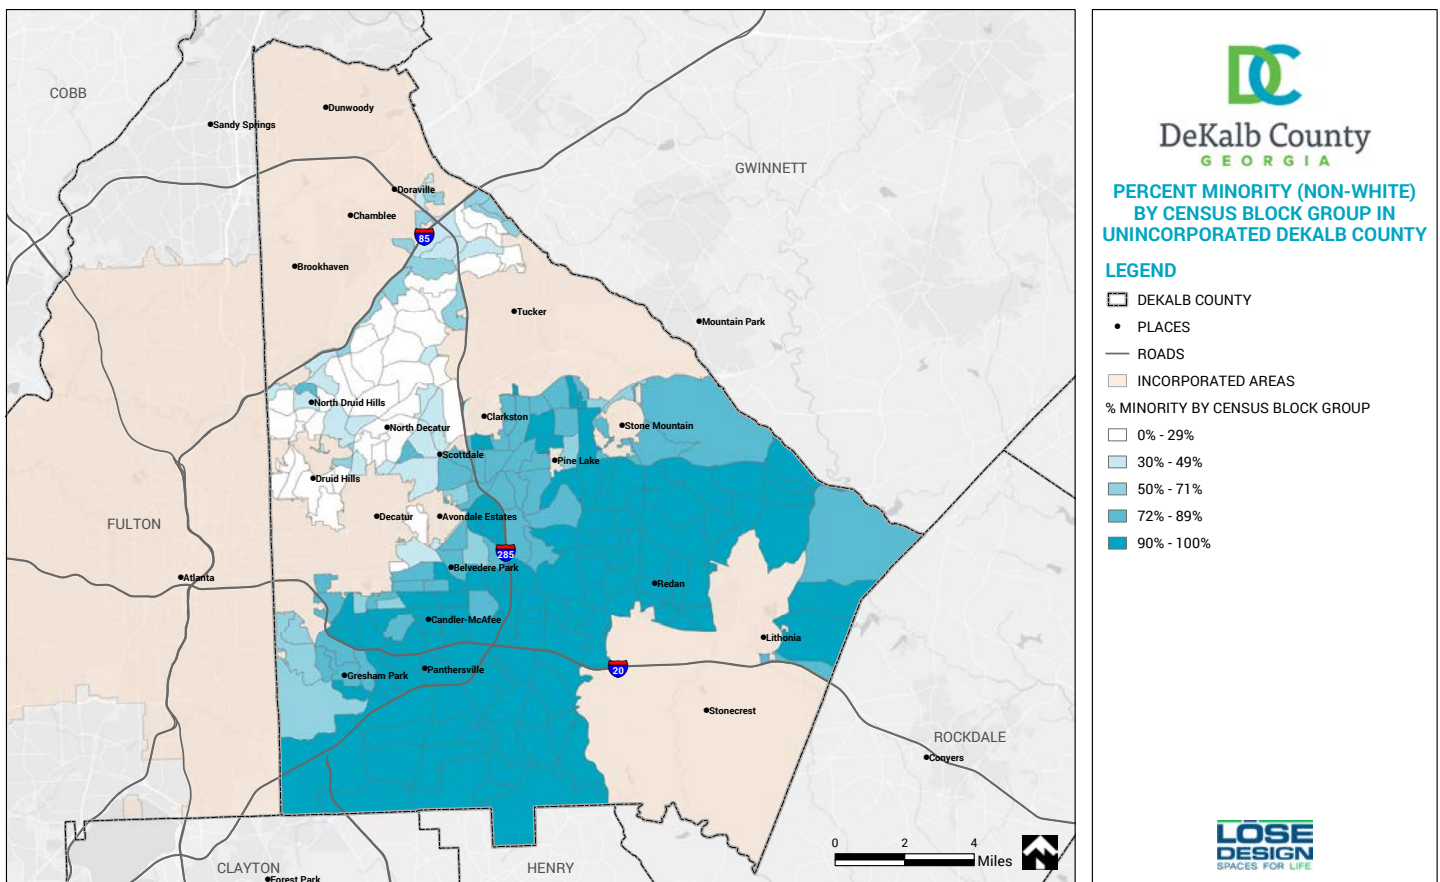 COBB
Dunwoody
Sandy Springs
GWINNETT
Doraville
Chamblee
85
Brookhaven
Tucker
Mountain Park
North Druid Hills
Clarkston
North Decatur
Stone Mountain
Scottdale
Pine Lake
Druid Hills
FULTON
Decatur
Avondale Estates
285
Belvedere Park
Atlanta
Redan
Candler-McAfee
Lithonia
20
Panthersville
Gresham Park
Stonecrest
ROCKDALE
Conyers
CLAYTON
HENRY
Forest Park
0 2 4
Miles
DC
DeKalb County
GEORGIA
PERCENT MINORITY (NON-WHITE)
BY CENSUS BLOCK GROUP IN
UNINCORPORATED DEKALB COUNTY
LEGEND
DEKALB COUNTY
PLACES
ROADS
INCORPORATED AREAS
% MINORITY BY CENSUS BLOCK GROUP
0% - 29%
30% - 49%
50% - 71%
72% - 89%
90% - 100%
LOSE
DESIGN
SPACES FOR LIFE